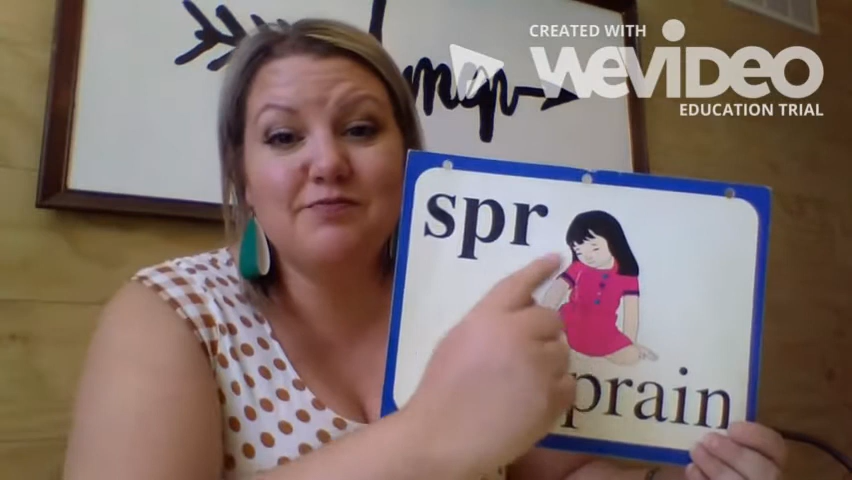 CREATED WITH
WEVIDEO
EDUCATION TRIAL
spr
prain